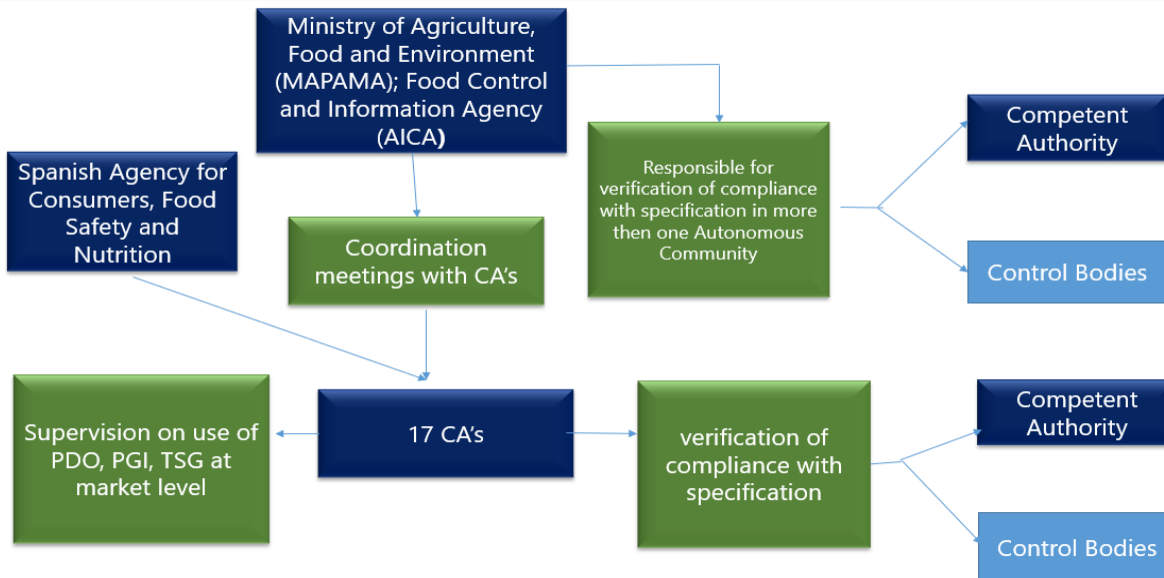 Ministry of Agriculture,
Food and Environment
(MAPAMA); Food Control
and Information Agency
(AICA)
Spanish Agency for
Consumers, Food
Safety and
Nutrition
Responsible for
verification of compliance
with specification in more
then one Autonomous
Community
Competent
Authority
Control Bodies
Coordination
meetings with CA's
Supervision on use of
PDO, PGI, TSG at
market level
17 CA's
verification of
compliance with
specification
Competent
Authority
Control Bodies